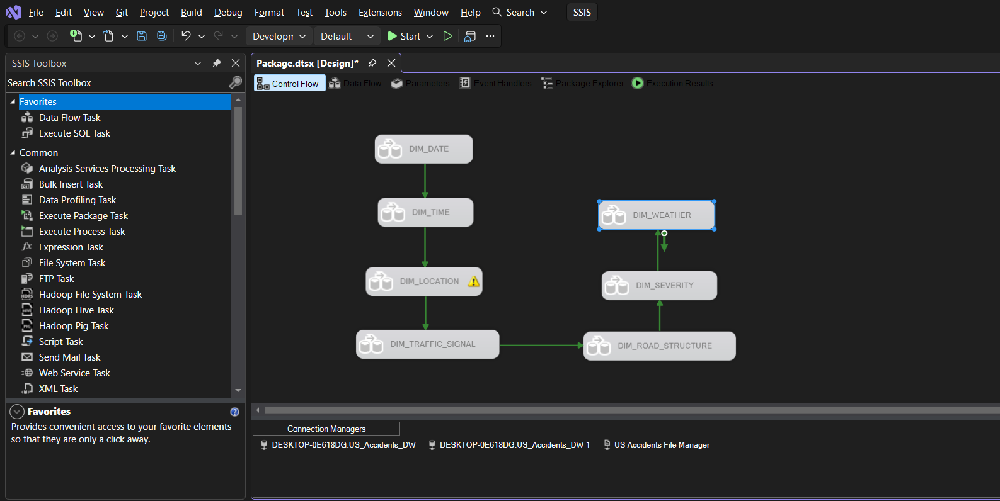 File Edit View Git Project Build Debug Format Test Tools Extensions Window Help Search SSIS
Developm Default Start
SSIS Toolbox
Search SSIS Toolbox
Favorites
Data Flow Task
Execute SQL Task
Common
Analysis Services Processing Task
Bulk Insert Task
Data Profiling Task
Execute Package Task
Execute Process Task
Expression Task
File System Task
FTP Task
Hadoop File System Task
Hadoop Hive Task
Hadoop Pig Task
Script Task
Send Mail Task
Web Service Task
XML Task
Favorites
Provides convenient access to your favorite elements
so that they are only a click away.
Package.dtsx [Design]*
Control Flow Data Flow Parameters Event Handlers Package Explorer Execution Results
DIM_DATE
DIM_TIME
DIM_WEATHER
DIM_LOCATION
DIM_SEVERITY
DIM_TRAFFIC_SIGNAL
DIM_ROAD_STRUCTURE
Connection Managers
DESKTOP-0E618DG.US_Accidents_DW DESKTOP-0E618DG.US_Accidents_DW 1 US Accidents File Manager